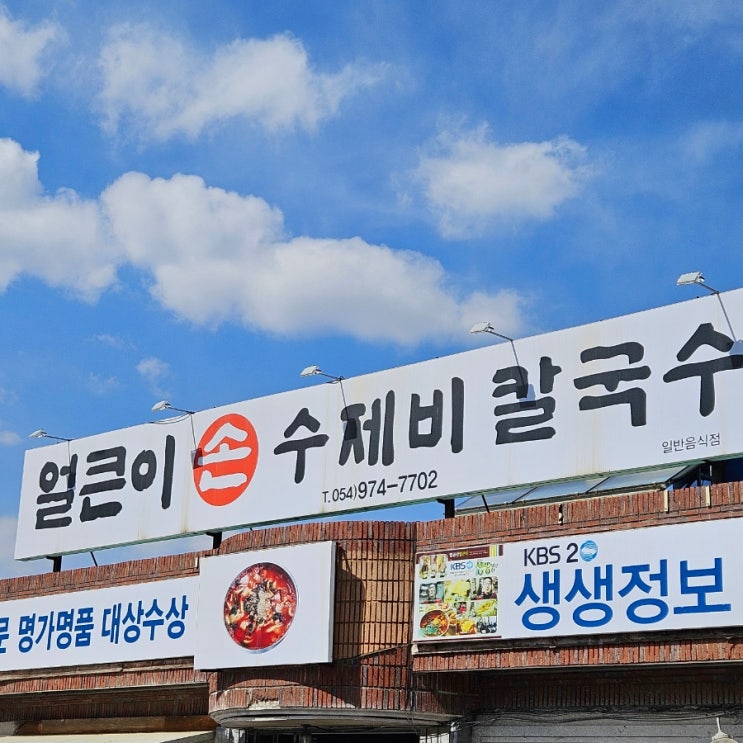 얼큰이 손 수제비 칼국수
T. 054)974-7702
일반음식점
문 명가명품 대상수상
KBS 2
생생정보